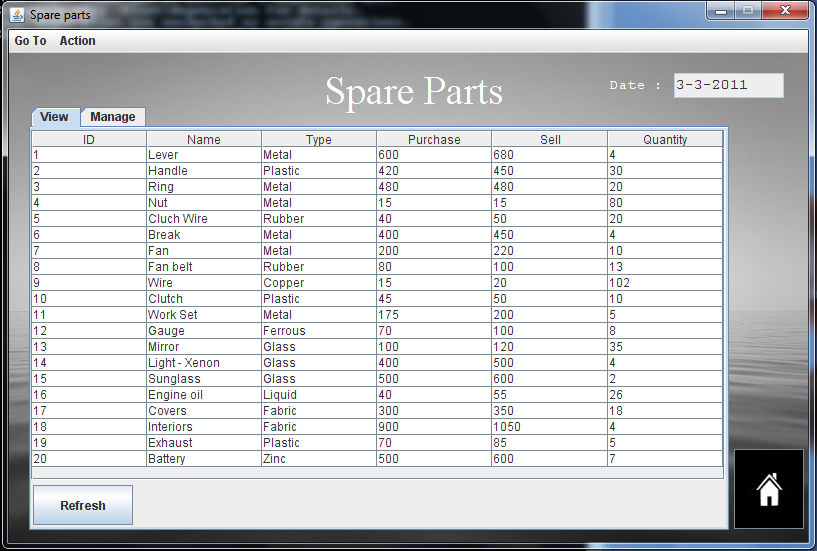 Spare parts
Go To Action
Spare Parts
Date : 3-3-2011
View Manage
ID Name Type Purchase Sell Quantity
1 Lever Metal 600 680 4
2 Handle Plastic 420 450 30
3 Ring Metal 480 480 20
4 Nut Metal 15 15 80
5 Cluch Wire Rubber 40 50 20
6 Break Metal 400 450 4
7 Fan Metal 200 220 10
8 Fan belt Rubber 80 100 13
9 Wire Copper 15 20 102
10 Clutch Plastic 45 50 10
11 Work Set Metal 175 200 5
12 Gauge Ferrous 70 100 8
13 Mirror Glass 100 120 35
14 Light - Xenon Glass 400 500 4
15 Sunglass Glass 500 600 2
16 Engine oil Liquid 40 55 26
17 Covers Fabric 300 350 18
18 Interiors Fabric 900 1050 4
19 Exhaust Plastic 70 85 5
20 Battery Zinc 500 600 7
Refresh